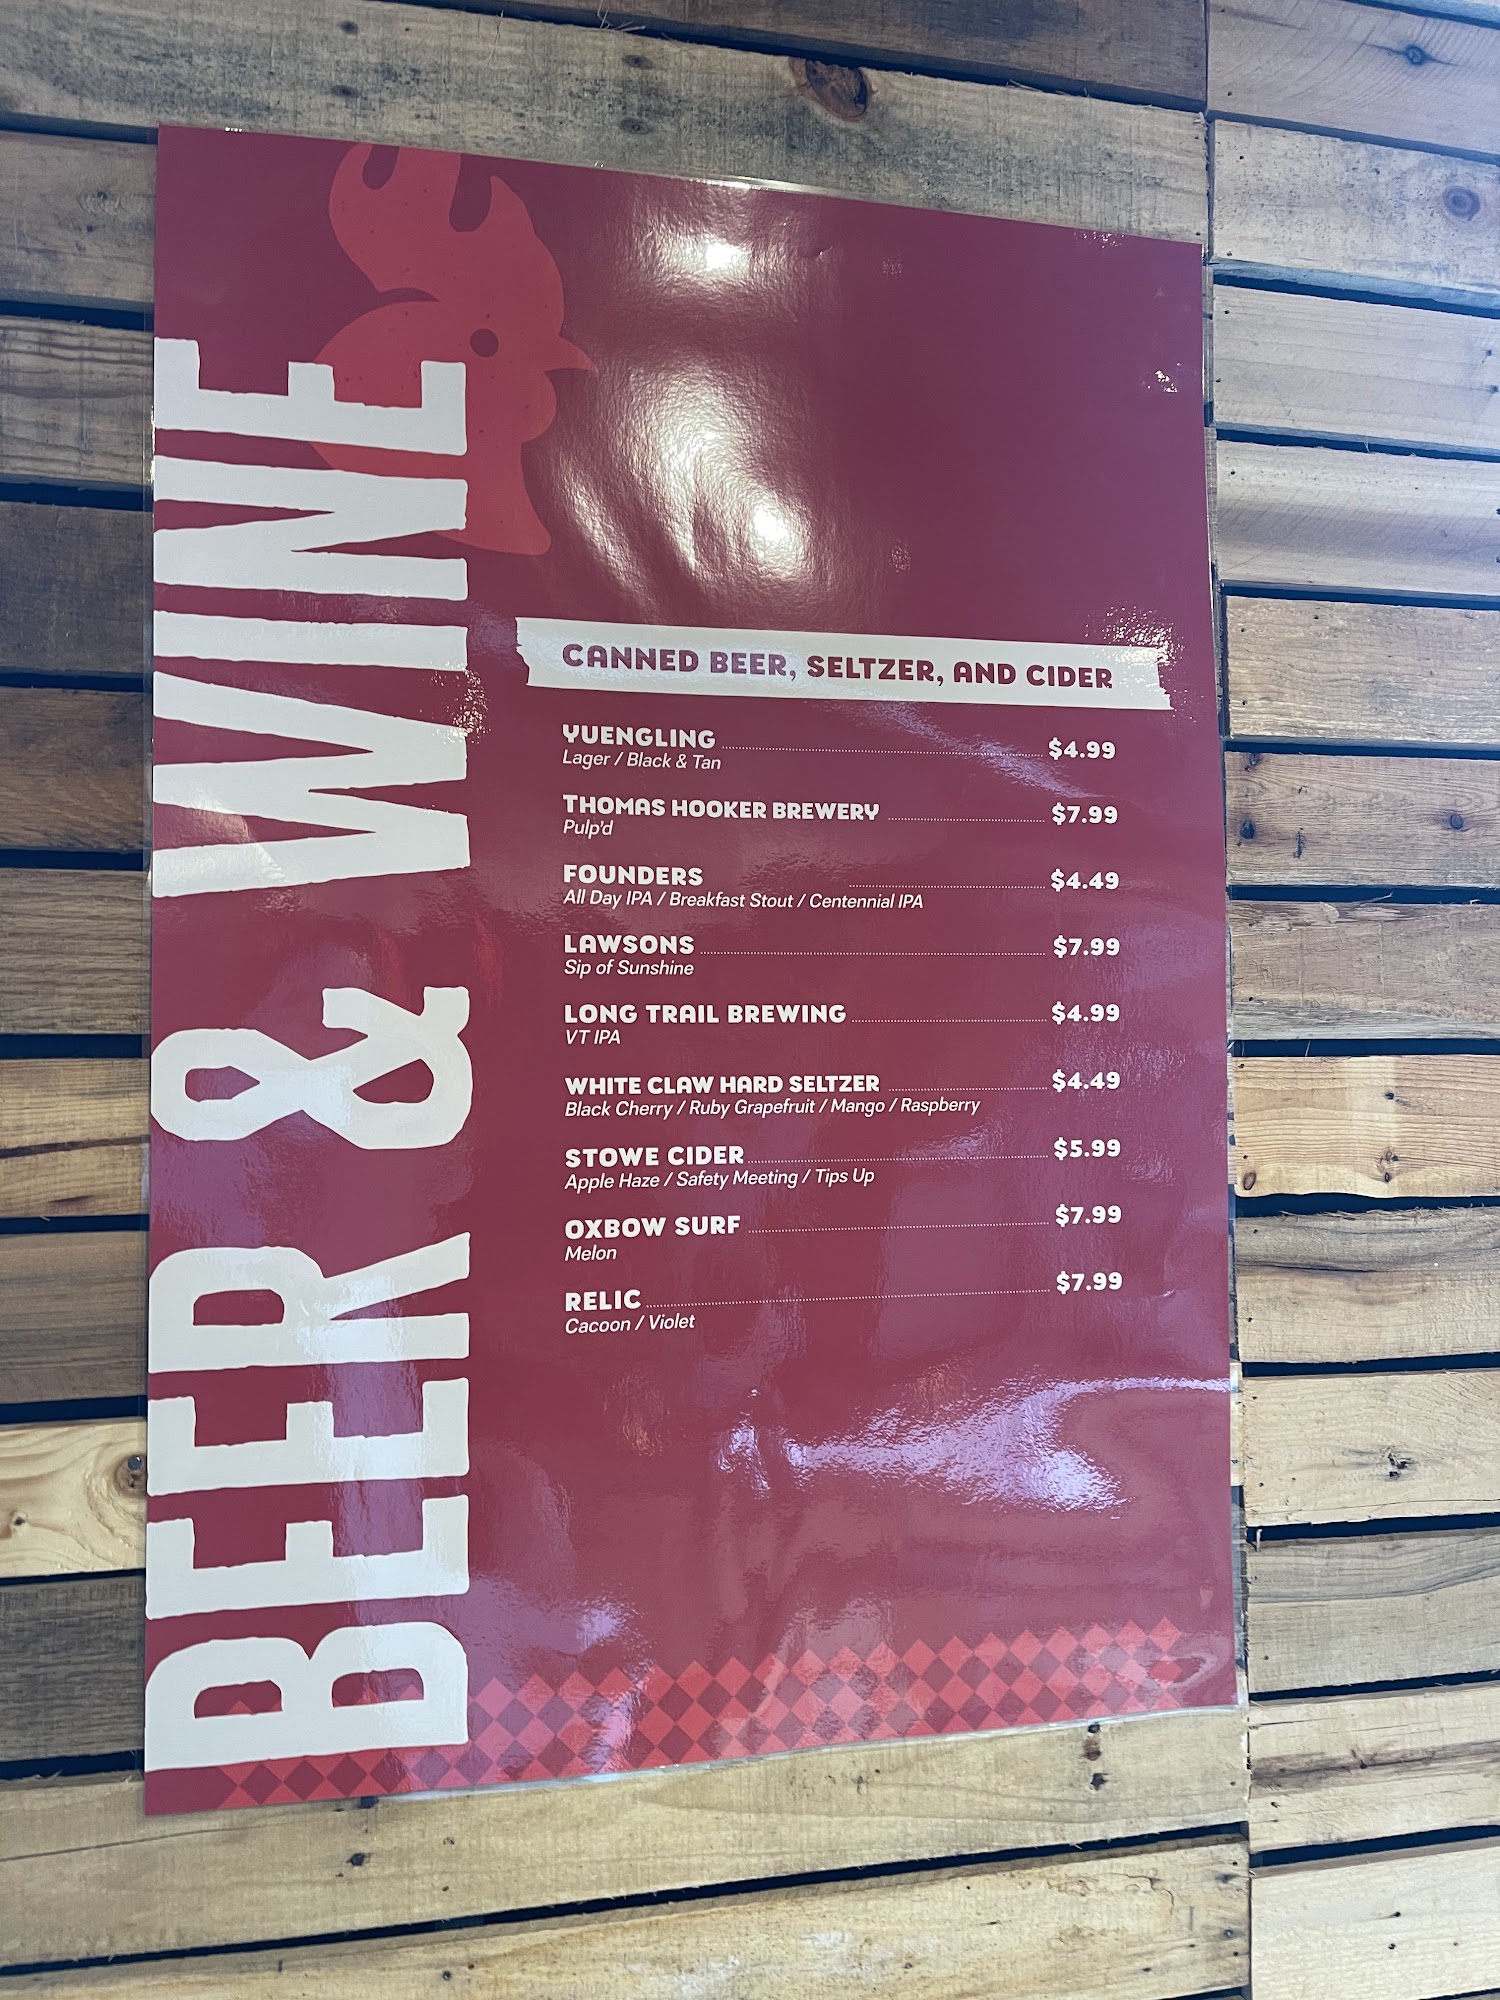 BEER & WINE
CANNED BEER, SELTZER, AND CIDER
YUENGLING $4.99
Lager / Black & Tan
THOMAS HOOKER BREWERY $7.99
Pulp'd
FOUNDERS $4.49
All Day IPA / Breakfast Stout / Centennial IPA
LAWSONS $7.99
Sip of Sunshine
LONG TRAIL BREWING $4.99
VT IPA
WHITE CLAW HARD SELTZER $4.49
Black Cherry / Ruby Grapefruit / Mango / Raspberry
STOWE CIDER $5.99
Apple Haze / Safety Meeting / Tips Up
OXBOW SURF $7.99
Melon
RELIC $7.99
Cacoon / Violet